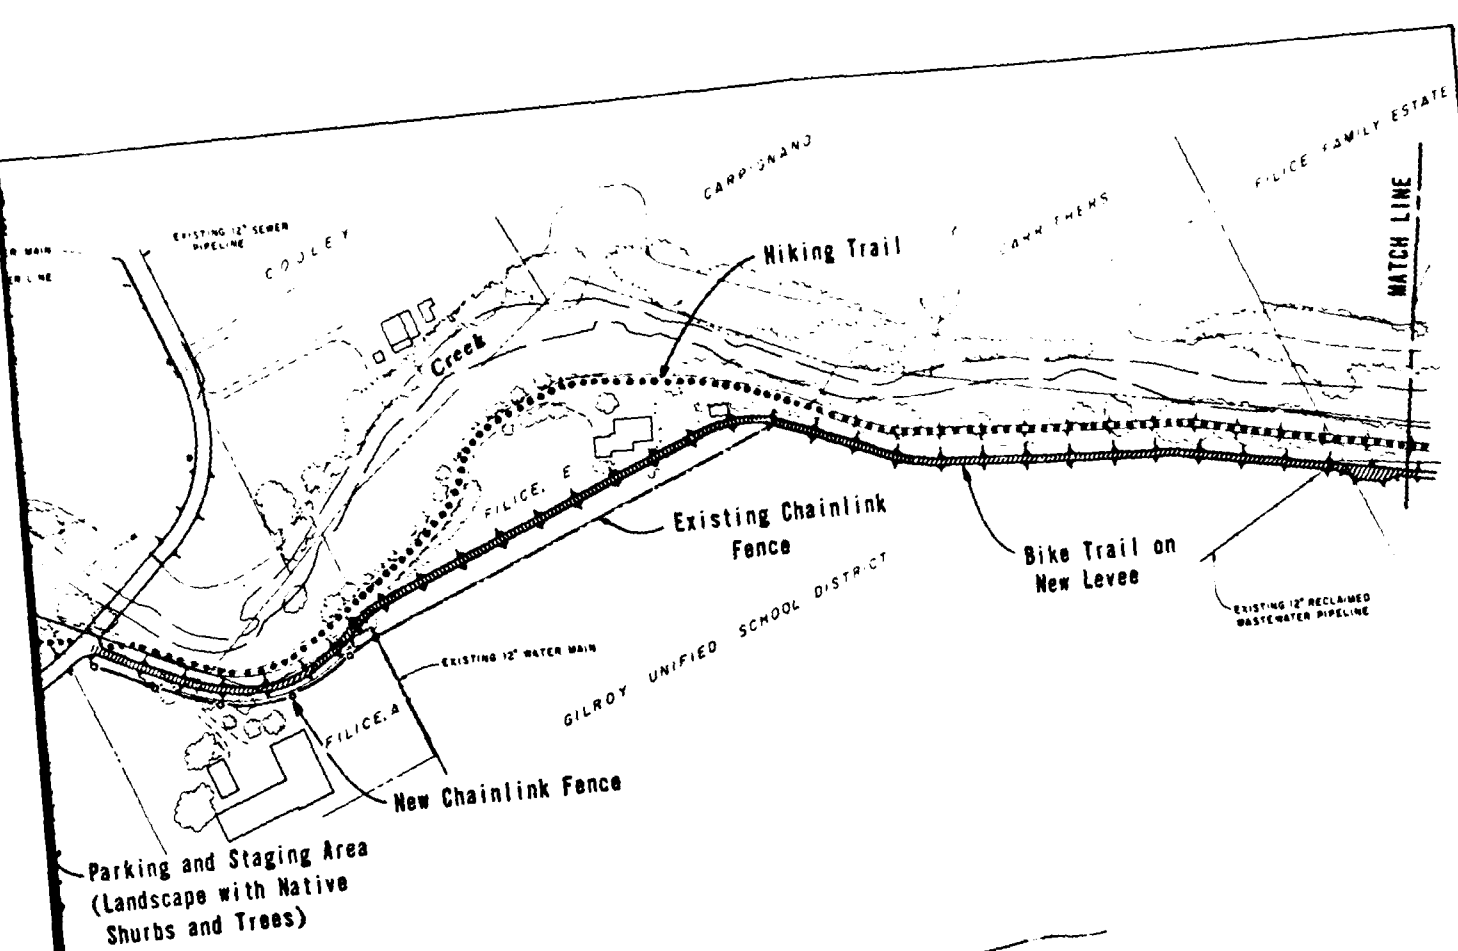 FILICE FAMILY ESTATE
MATCH LINE
CARPIGNANO
CARRITHERS
EXISTING 12" SEWER
PIPELINE
COOLEY
Hiking Trail
MAIN
Creek
FILICE, E
Existing Chainlink
Fence
Bike Trail on
New Levee
EXISTING 12" RECLAIMED
WASTEWATER PIPELINE
GILROY UNIFIED SCHOOL DISTRICT
EXISTING 12" WATER MAIN
FILICE, A
New Chainlink Fence
Parking and Staging Area
(Landscape with Native
Shurbs and Trees)